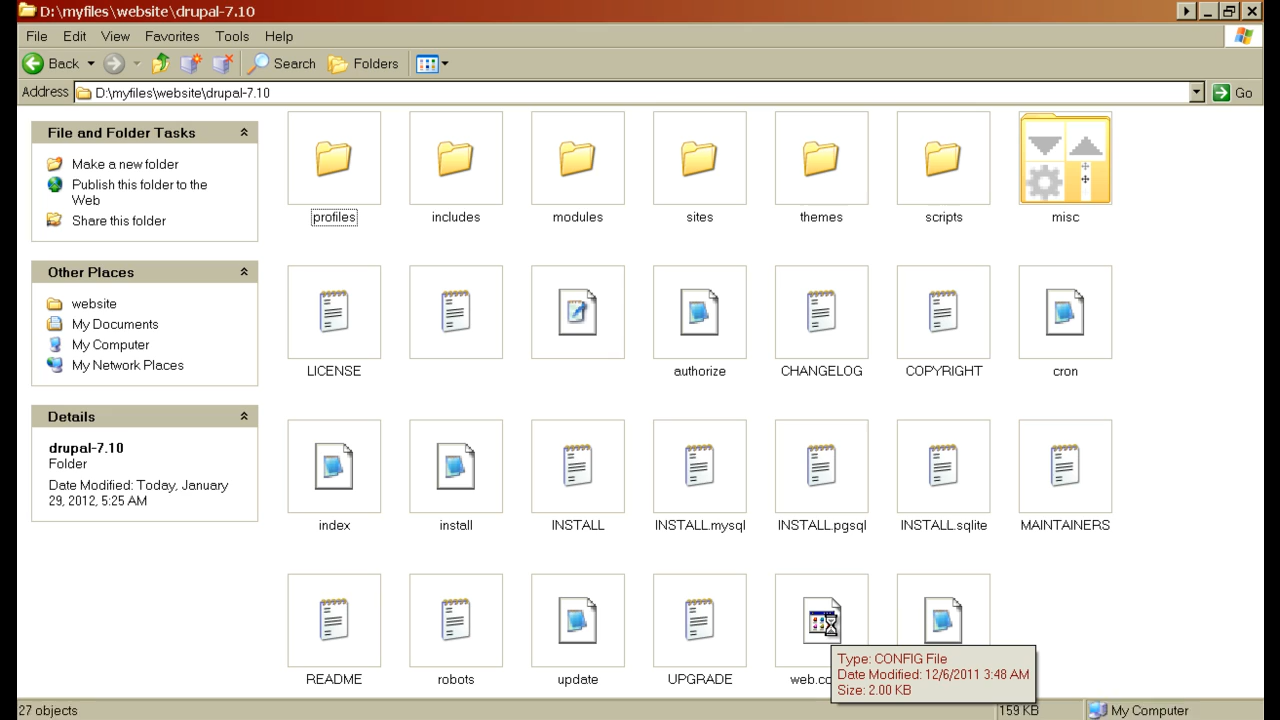 D:\myfiles\website\drupal-7.10
File Edit View Favorites Tools Help
Back Search Folders
Address D:\myfiles\website\drupal-7.10 Go
File and Folder Tasks
Make a new folder
Publish this folder to the
Web
Share this folder
Other Places
website
My Documents
My Computer
My Network Places
Details
drupal-7.10
Folder
Date Modified: Today, January
29, 2012, 5:25 AM
profiles includes modules sites themes scripts misc
LICENSE authorize CHANGELOG COPYRIGHT cron
index install INSTALL INSTALL.mysql INSTALL.pgsql INSTALL.sqlite MAINTAINERS
README robots update UPGRADE web.co
Type: CONFIG File
Date Modified: 12/6/2011 3:48 AM
Size: 2.00 KB
27 objects 159 KB My Computer